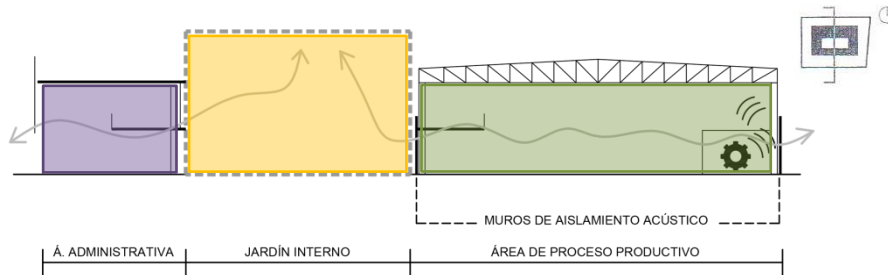 MUROS DE AISLAMIENTO ACÚSTICO
Á. ADMINISTRATIVA
JARDÍN INTERNO
ÁREA DE PROCESO PRODUCTIVO